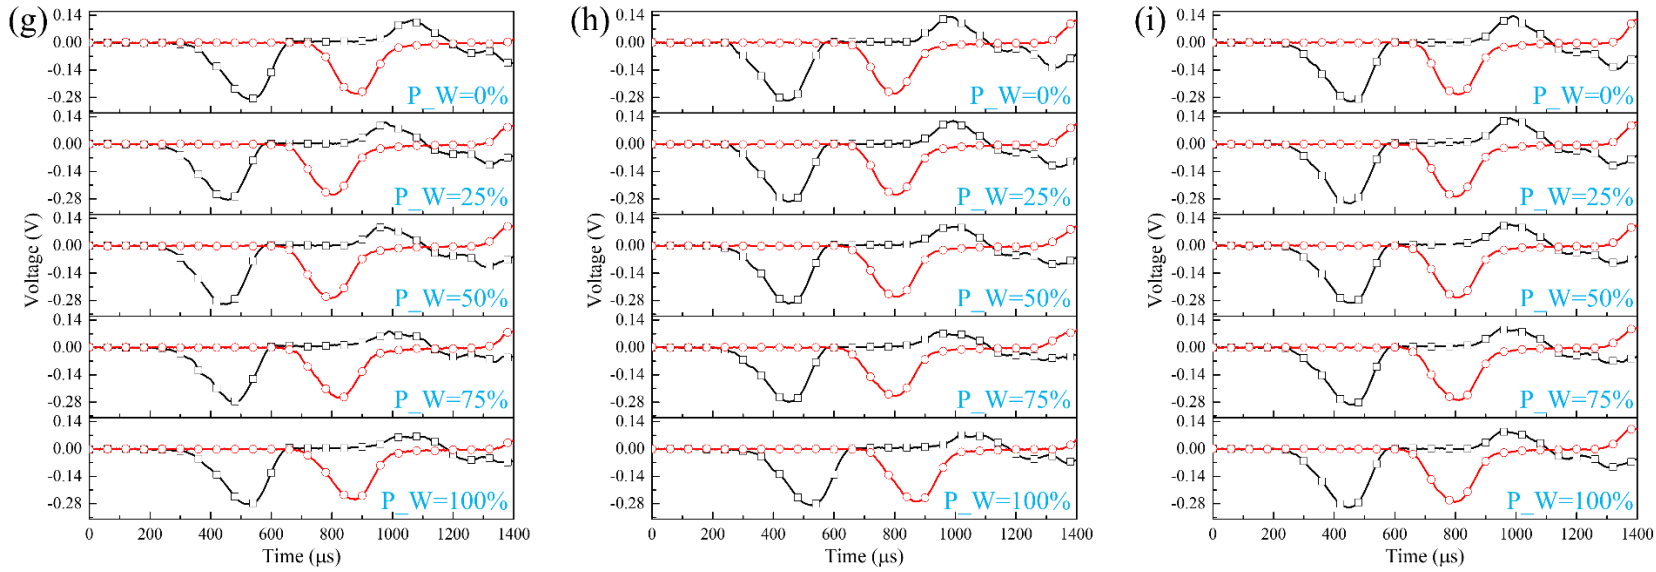 (g)
Voltage (V)
0.14
0.00
-0.14
-0.28
P_W=0%
0.14
0.00
-0.14
-0.28
P_W=25%
0.14
0.00
-0.14
-0.28
P_W=50%
0.14
0.00
-0.14
-0.28
P_W=75%
0.14
0.00
-0.14
-0.28
P_W=100%
0 200 400 600 800 1000 1200 1400
Time (μs)
(h)
Voltage (V)
0.14
0.00
-0.14
-0.28
P_W=0%
0.14
0.00
-0.14
-0.28
P_W=25%
0.14
0.00
-0.14
-0.28
P_W=50%
0.14
0.00
-0.14
-0.28
P_W=75%
0.14
0.00
-0.14
-0.28
P_W=100%
0 200 400 600 800 1000 1200 1400
Time (μs)
(i)
Voltage (V)
0.14
0.00
-0.14
-0.28
P_W=0%
0.14
0.00
-0.14
-0.28
P_W=25%
0.14
0.00
-0.14
-0.28
P_W=50%
0.14
0.00
-0.14
-0.28
P_W=75%
0.14
0.00
-0.14
-0.28
P_W=100%
0 200 400 600 800 1000 1200 1400
Time (μs)